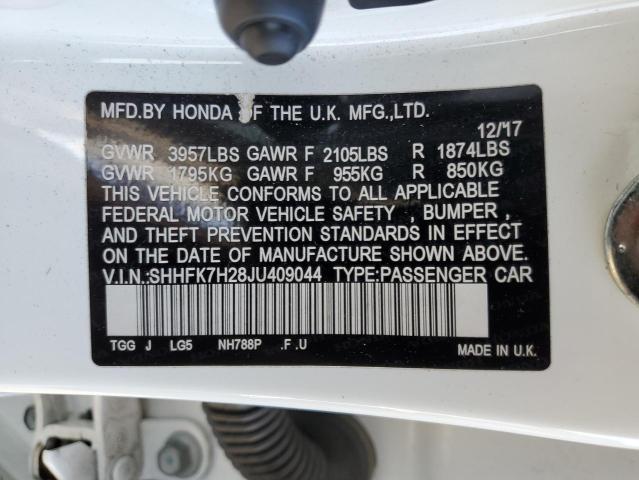 MFD.BY HONDA OF THE U.K. MFG.,LTD.
12/17
GVWR 3957LBS GAWR F 2105LBS R 1874LBS
GVWR 1795KG GAWR F 955KG R 850KG
THIS VEHICLE CONFORMS TO ALL APPLICABLE
FEDERAL MOTOR VEHICLE SAFETY , BUMPER ,
AND THEFT PREVENTION STANDARDS IN EFFECT
ON THE DATE OF MANUFACTURE SHOWN ABOVE.
V.I.N.:SHHFK7H28JU409044 TYPE:PASSENGER CAR
TGG J LG5 NH788P .F .U
MADE IN U.K.